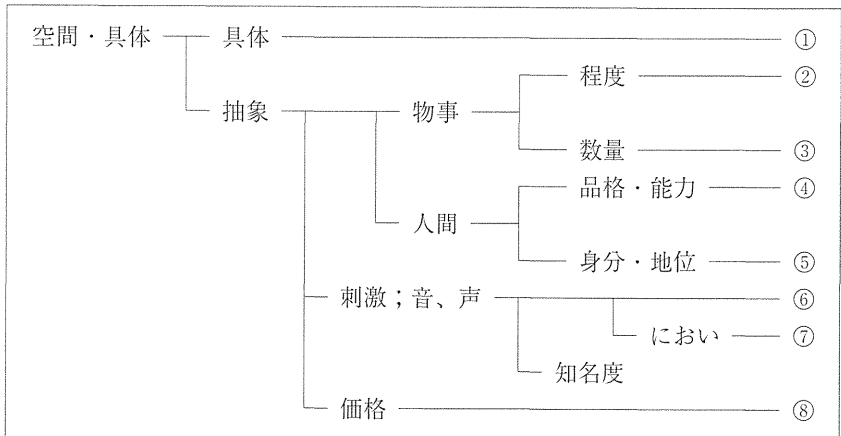 空間・具体 具体 ①
程度 ②
抽象 物事
数量 ③
品格・能力 ④
人間
身分・地位 ⑤
刺激；音、声 ⑥
におい ⑦
知名度
価格 ⑧